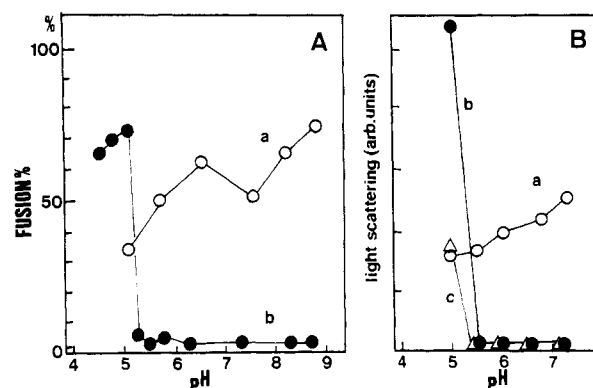 %
A
100
a
50
FUSION%
b
0
4 5 6 7 8 9
pH
B
b
light scattering (arb.units)
a
c
4 5 6 7
pH